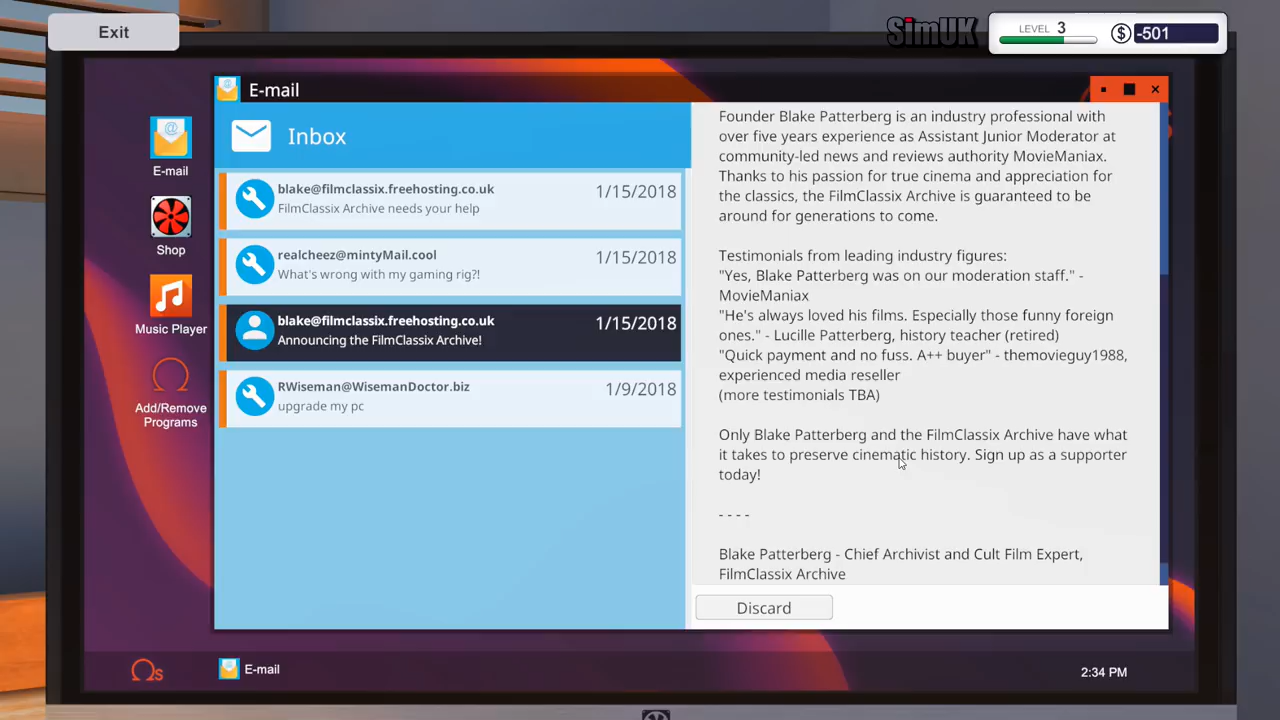 Exit
SimUK
LEVEL 3
$ -501
E-mail
E-mail
Shop
Music Player
Add/Remove
Programs
Inbox
blake@filmclassix.freehosting.co.uk
1/15/2018
FilmClassix Archive needs your help
realcheez@mintyMail.cool
1/15/2018
What's wrong with my gaming rig?!
blake@filmclassix.freehosting.co.uk
1/15/2018
Announcing the FilmClassix Archive!
RWiseman@WisemanDoctor.biz
1/9/2018
upgrade my pc
Founder Blake Patterberg is an industry professional with
over five years experience as Assistant Junior Moderator at
community-led news and reviews authority MovieManiax.
Thanks to his passion for true cinema and appreciation for
the classics, the FilmClassix Archive is guaranteed to be
around for generations to come.
Testimonials from leading industry figures:
"Yes, Blake Patterberg was on our moderation staff." -
MovieManiax
"He's always loved his films. Especially those funny foreign
ones." - Lucille Patterberg, history teacher (retired)
"Quick payment and no fuss. A++ buyer" - themovieguy1988,
experienced media reseller
(more testimonials TBA)
Only Blake Patterberg and the FilmClassix Archive have what
it takes to preserve cinematic history. Sign up as a supporter
today!
- - - -
Blake Patterberg - Chief Archivist and Cult Film Expert,
FilmClassix Archive
Discard
Ωs
E-mail
2:34 PM